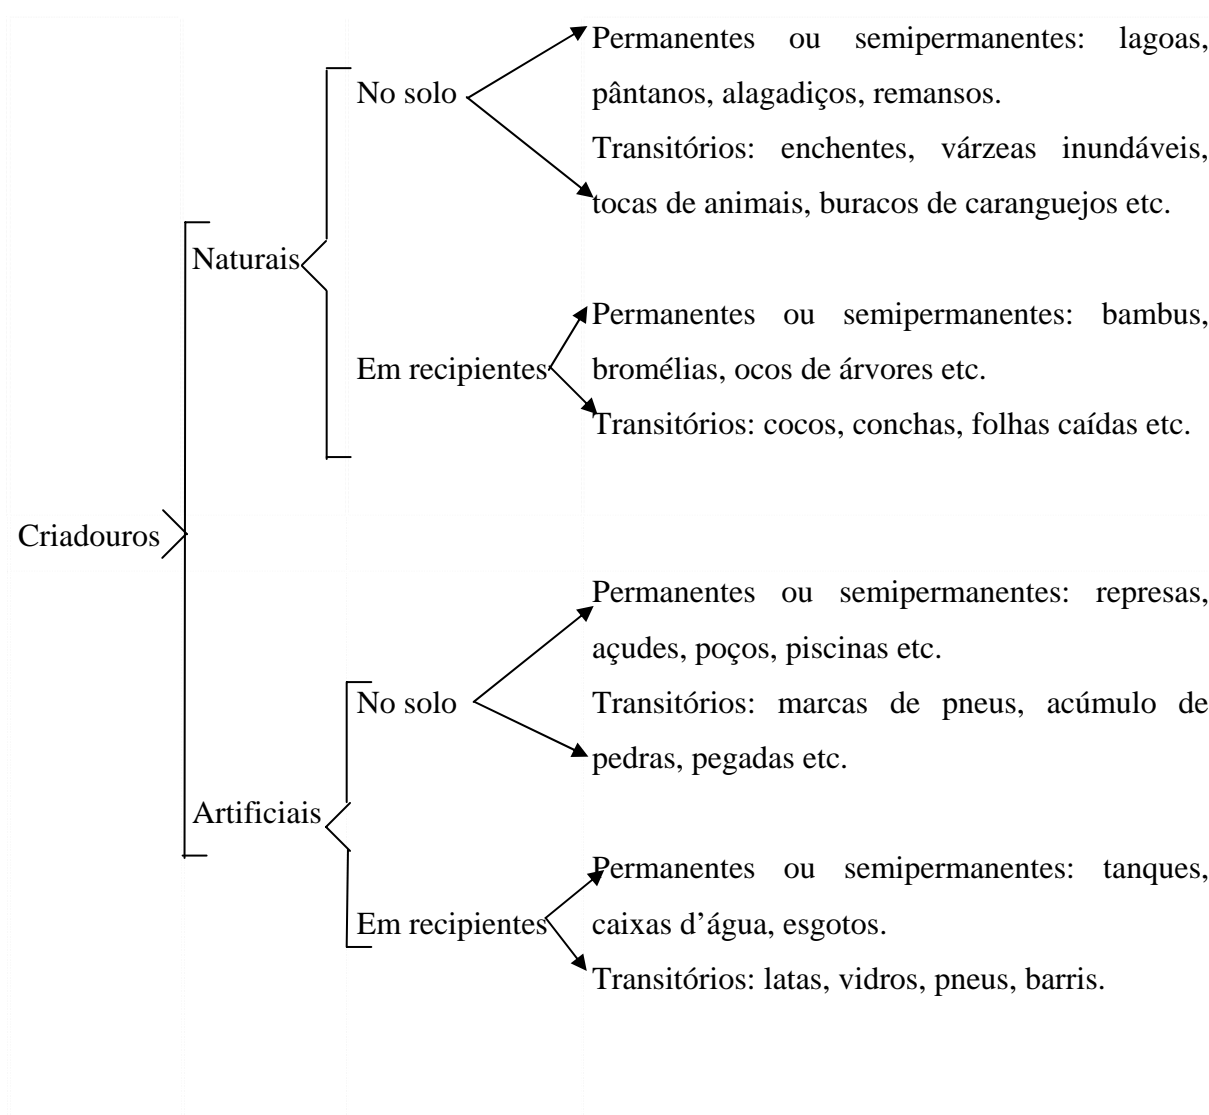 Permanentes ou semipermanentes: lagoas,
No solo
pântanos, alagadiços, remansos.
Transitórios: enchentes, várzeas inundáveis,
tocas de animais, buracos de caranguejos etc.
Naturais
Permanentes ou semipermanentes: bambus,
Em recipientes
bromélias, ocos de árvores etc.
Transitórios: cocos, conchas, folhas caídas etc.
Criadouros
Permanentes ou semipermanentes: represas,
açudes, poços, piscinas etc.
No solo
Transitórios: marcas de pneus, acúmulo de
pedras, pegadas etc.
Artificiais
Permanentes ou semipermanentes: tanques,
Em recipientes
caixas d’água, esgotos.
Transitórios: latas, vidros, pneus, barris.